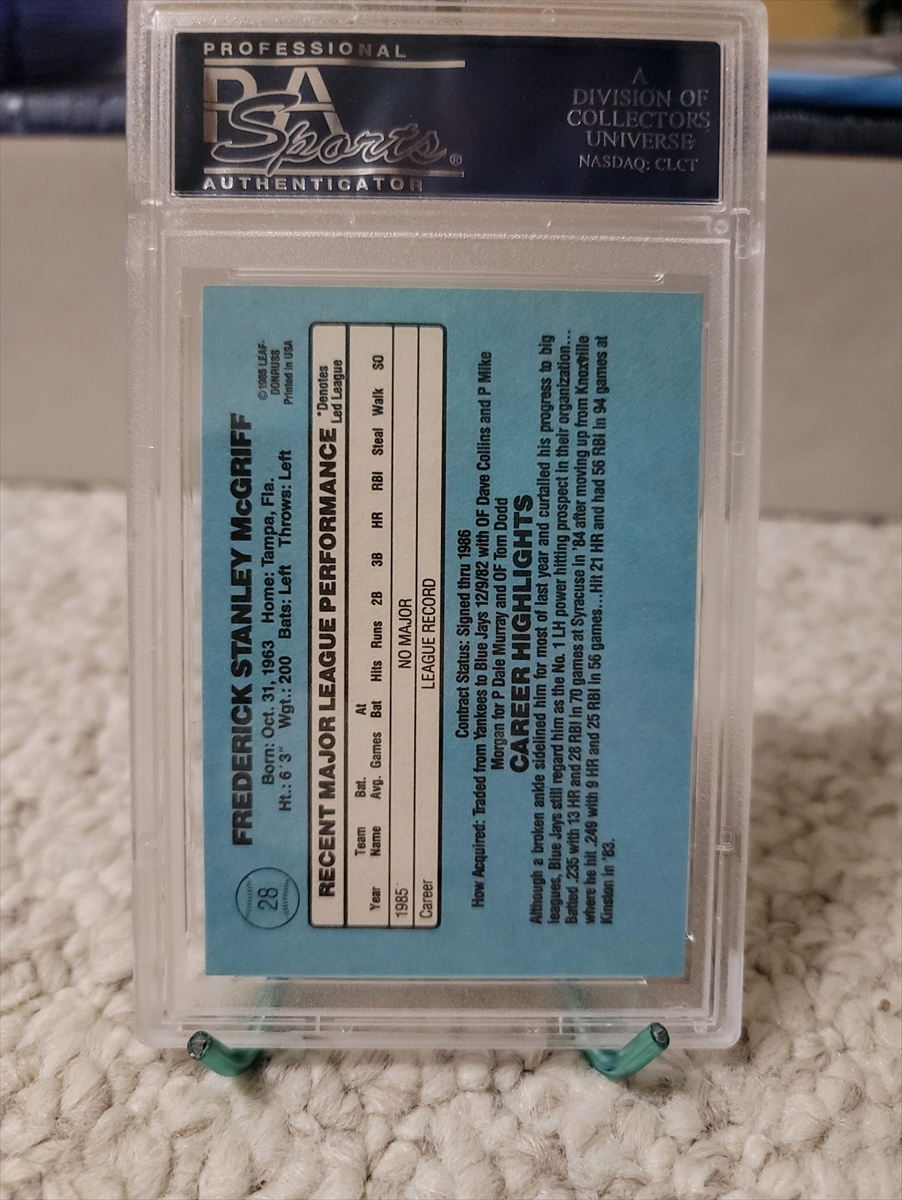 PROFESSIONAL
PSA
Sports®
AUTHENTICATOR
A
DIVISION OF
COLLECTORS
UNIVERSE
NASDAQ: CLCT
28
FREDERICK STANLEY McGRIFF
Born: Oct. 31, 1963 Home: Tampa, Fla.
Ht.: 6'3" Wgt.: 200 Bats: Left Throws: Left
©1985 LEAF-
DONRUSS
Printed in USA
RECENT MAJOR LEAGUE PERFORMANCE
*Denotes
Led League
Team Bat. At
Year Name Avg. Games Bat Hits Runs 2B 3B HR RBI Steal Walk SO
1985 NO MAJOR
Career LEAGUE RECORD
Contract Status: Signed thru 1986
How Acquired: Traded from Yankees to Blue Jays 12/9/82 with OF Dave Collins and P Mike
Morgan for P Dale Murray and OF Tom Dodd
CAREER HIGHLIGHTS
Although a broken ankle sidelined him for most of last year and curtailed his progress to big
leagues, Blue Jays still regard him as the No. 1 LH power hitting prospect in their organization...
Batted .235 with 13 HR and 28 RBI in 70 games at Syracuse in '84 after moving up from Knoxville
where he hit .249 with 9 HR and 25 RBI in 56 games...Hit 21 HR and had 56 RBI in 94 games at
Kinston in '83.